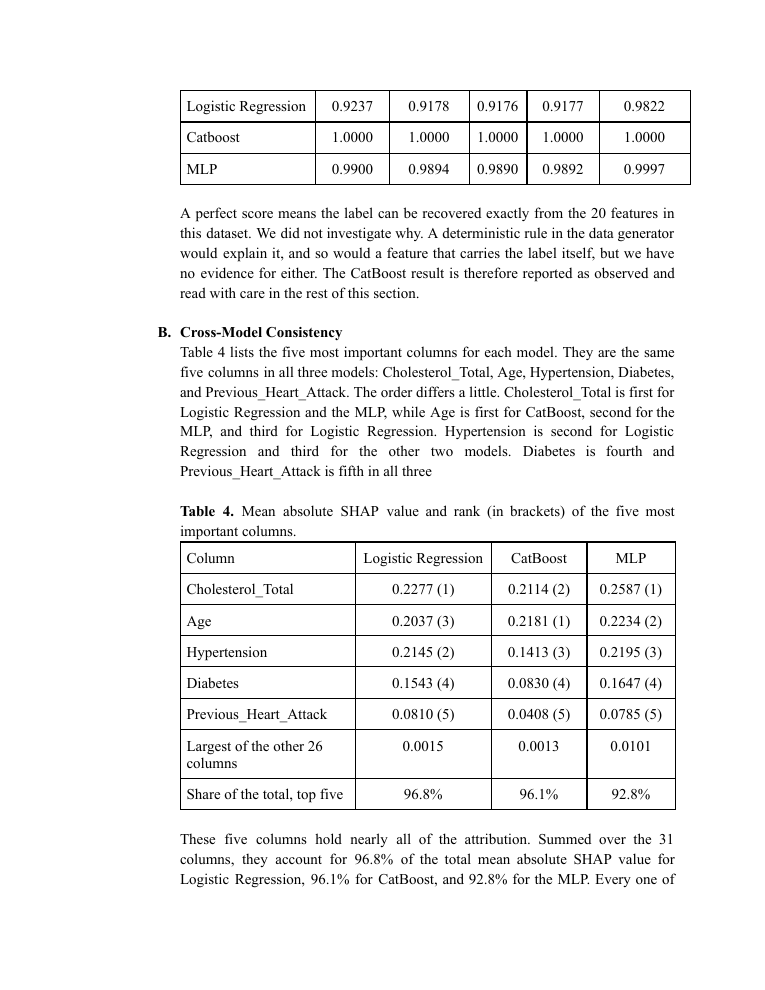 Logistic Regression 0.9237 0.9178 0.9176 0.9177 0.9822
Catboost 1.0000 1.0000 1.0000 1.0000 1.0000
MLP 0.9900 0.9894 0.9890 0.9892 0.9997
A perfect score means the label can be recovered exactly from the 20 features in
this dataset. We did not investigate why. A deterministic rule in the data generator
would explain it, and so would a feature that carries the label itself, but we have
no evidence for either. The CatBoost result is therefore reported as observed and
read with care in the rest of this section.
B. Cross-Model Consistency
Table 4 lists the five most important columns for each model. They are the same
five columns in all three models: Cholesterol_Total, Age, Hypertension, Diabetes,
and Previous_Heart_Attack. The order differs a little. Cholesterol_Total is first for
Logistic Regression and the MLP, while Age is first for CatBoost, second for the
MLP, and third for Logistic Regression. Hypertension is second for Logistic
Regression and third for the other two models. Diabetes is fourth and
Previous_Heart_Attack is fifth in all three
Table 4. Mean absolute SHAP value and rank (in brackets) of the five most
important columns.
Column Logistic Regression CatBoost MLP
Cholesterol_Total 0.2277 (1) 0.2114 (2) 0.2587 (1)
Age 0.2037 (3) 0.2181 (1) 0.2234 (2)
Hypertension 0.2145 (2) 0.1413 (3) 0.2195 (3)
Diabetes 0.1543 (4) 0.0830 (4) 0.1647 (4)
Previous_Heart_Attack 0.0810 (5) 0.0408 (5) 0.0785 (5)
Largest of the other 26 0.0015 0.0013 0.0101
columns
Share of the total, top five 96.8% 96.1% 92.8%
These five columns hold nearly all of the attribution. Summed over the 31
columns, they account for 96.8% of the total mean absolute SHAP value for
Logistic Regression, 96.1% for CatBoost, and 92.8% for the MLP. Every one of